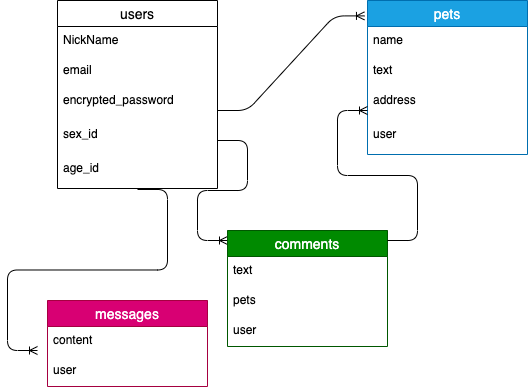 users
NickName
email
encrypted_password
sex_id
age_id
pets
name
text
address
user
comments
text
pets
user
messages
content
user